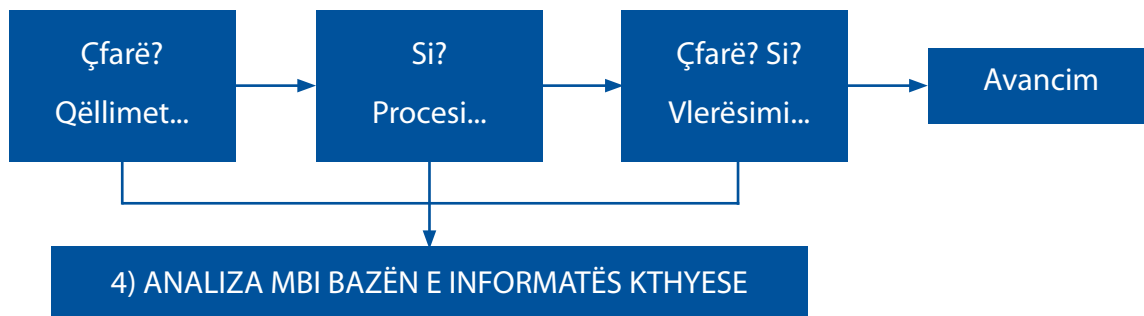 Çfarë?
Qëllimet...
Si?
Procesi...
Çfarë? Si?
Vlerësimi...
Avancim
4) ANALIZA MBI BAZËN E INFORMATËS KTHYESE